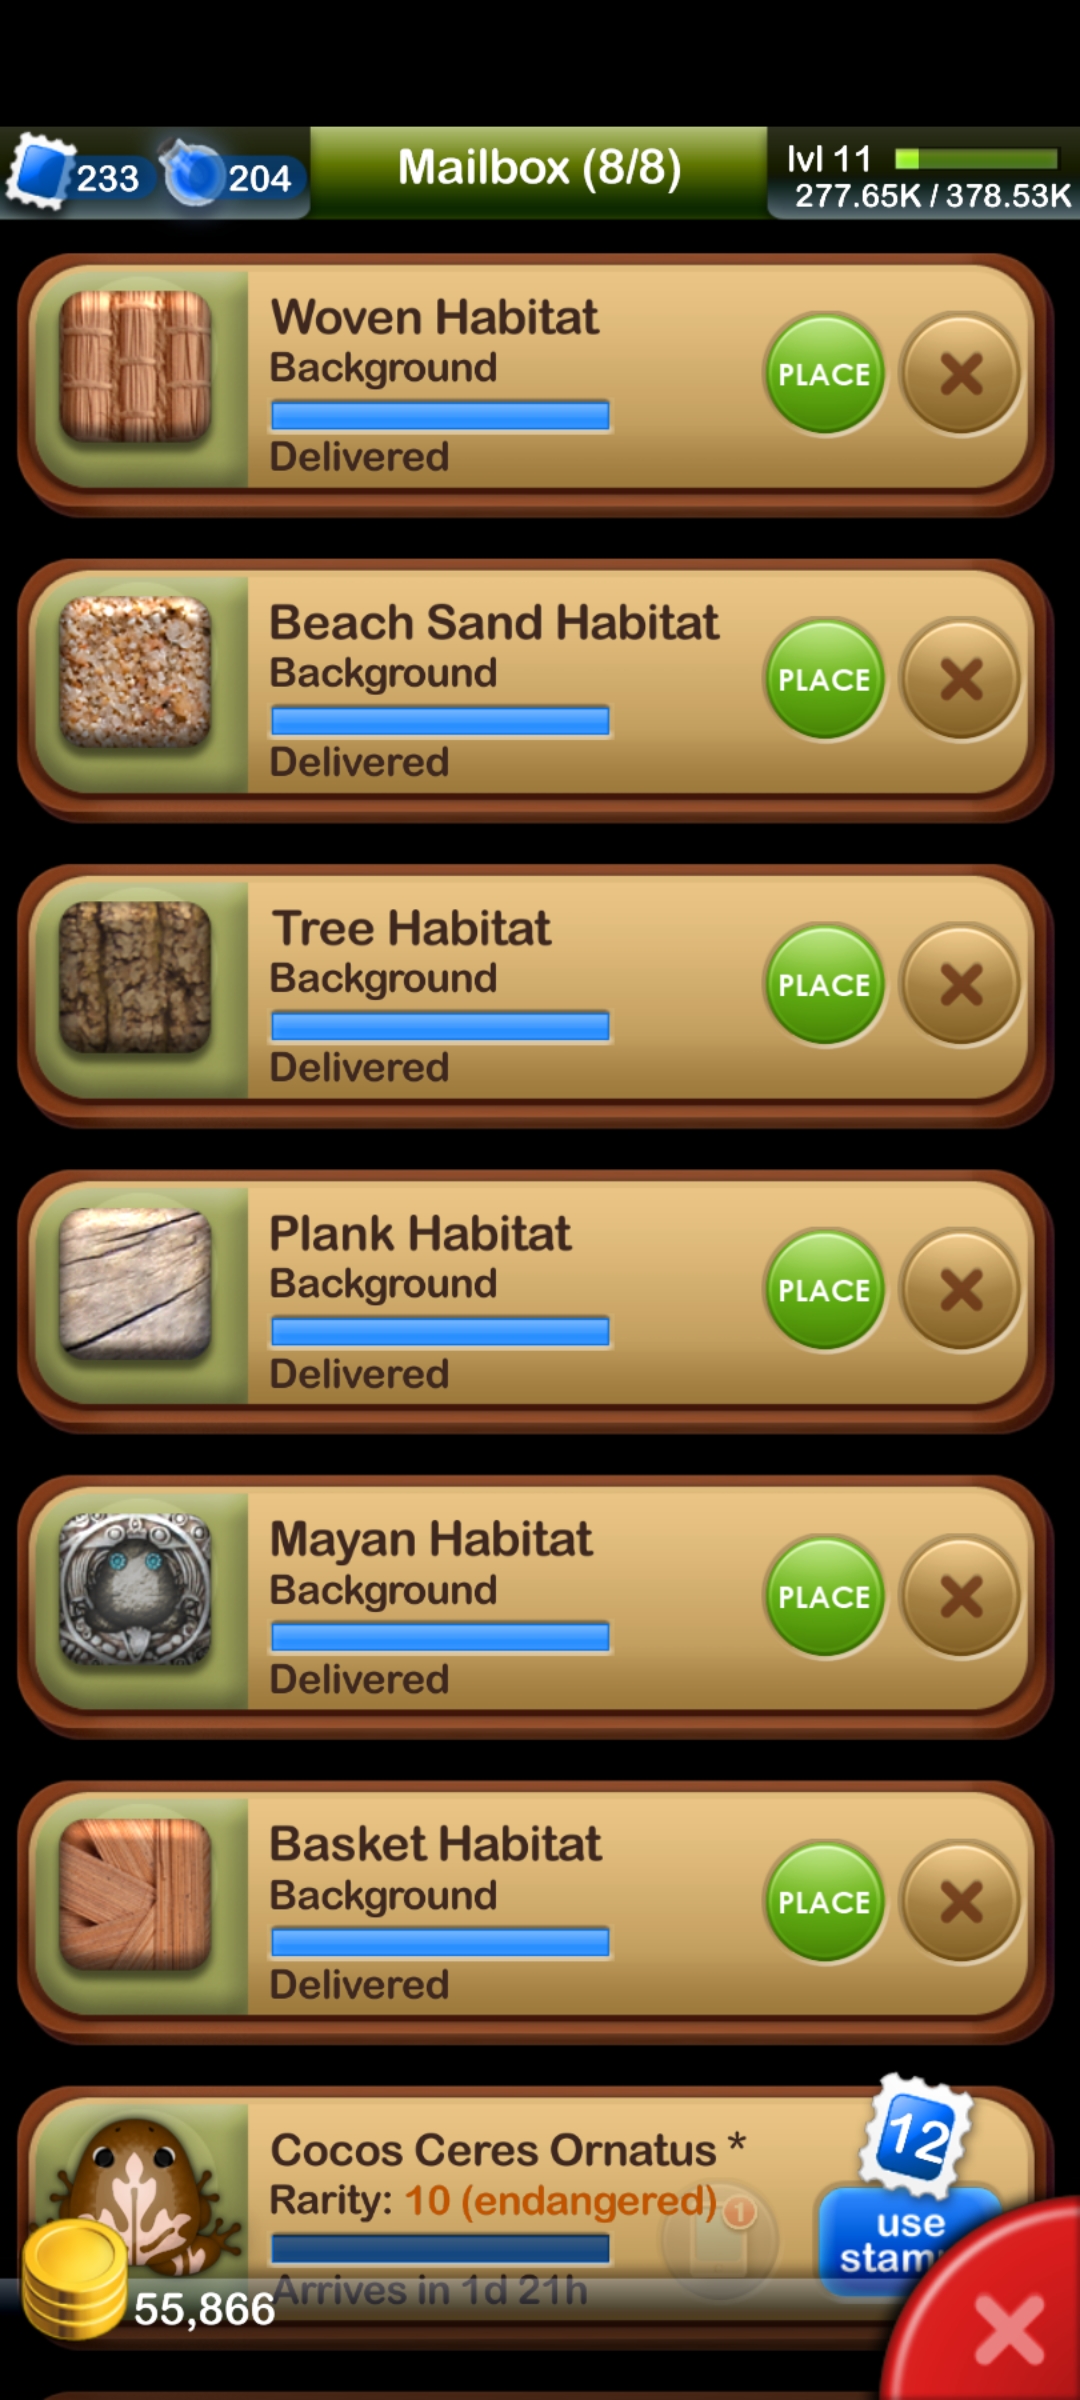 233
204
Mailbox (8/8)
lvl 11
277.65K / 378.53K
Woven Habitat
Background
Delivered
PLACE
Beach Sand Habitat
Background
Delivered
PLACE
Tree Habitat
Background
Delivered
PLACE
Plank Habitat
Background
Delivered
PLACE
Mayan Habitat
Background
Delivered
PLACE
Basket Habitat
Background
Delivered
PLACE
Cocos Ceres Ornatus *
Rarity: 10 (endangered)
Arrives in 1d 21h
1
12
use
55,866